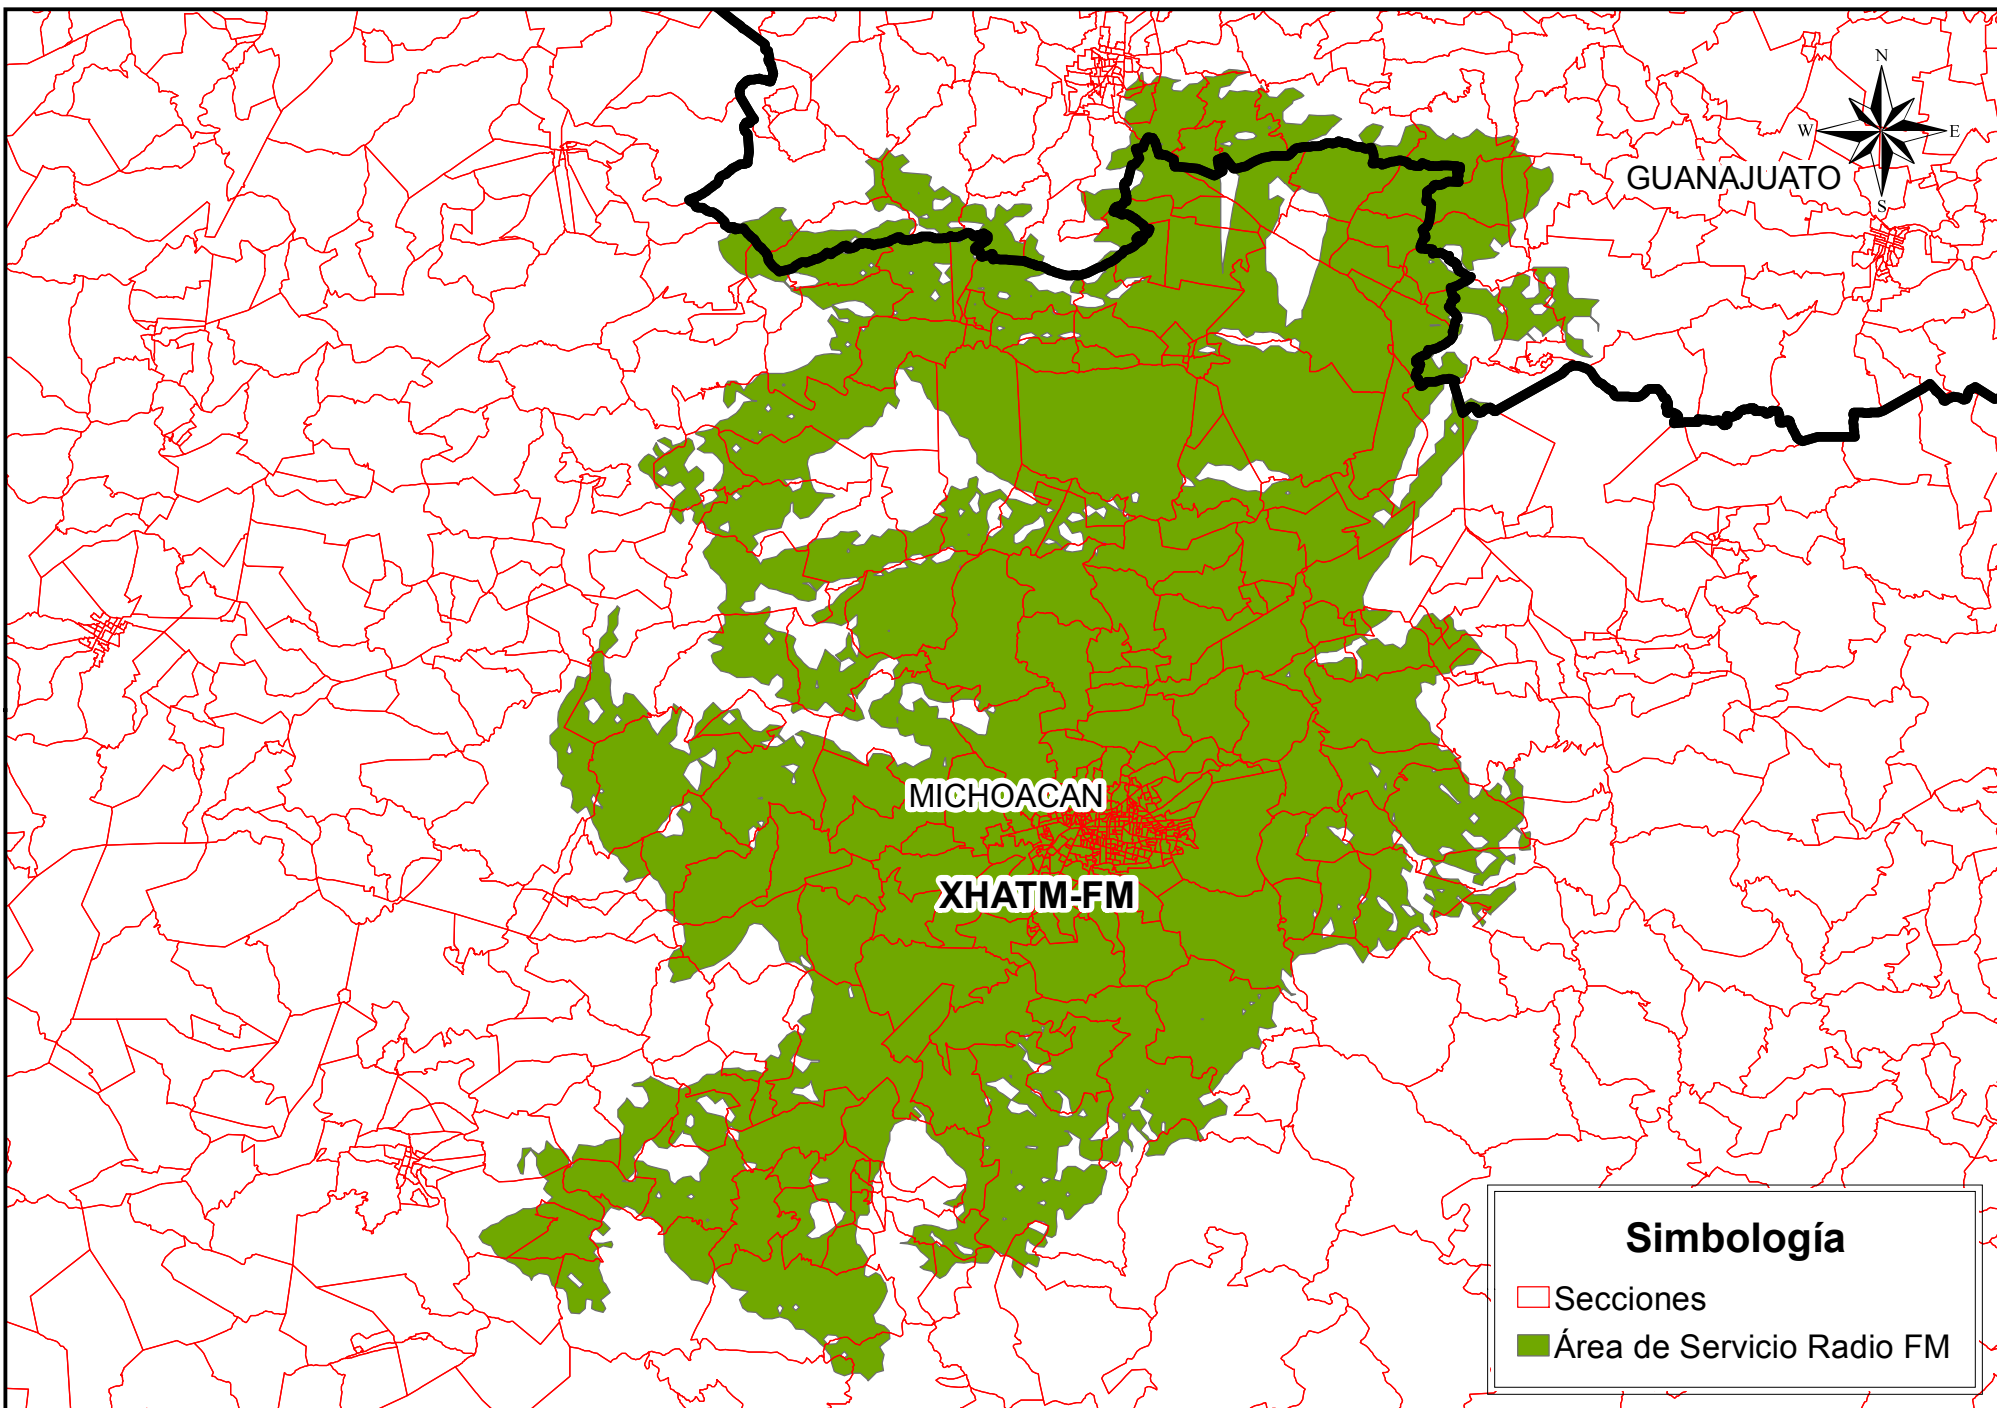 N
W
E
S
GUANAJUATO
MICHOACAN
XHATM-FM
Simbología
Secciones
Área de Servicio Radio FM